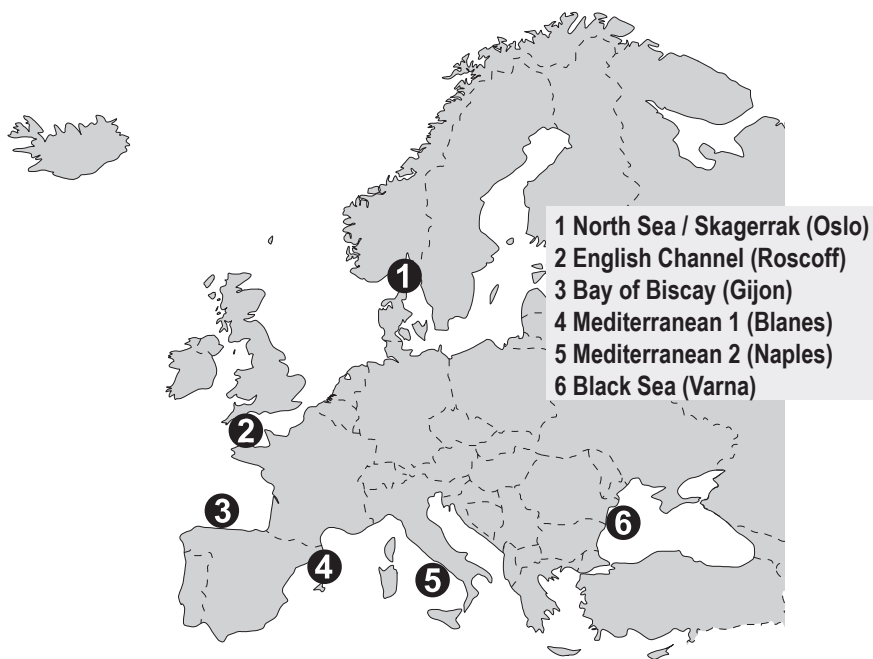 1 North Sea / Skagerrak (Oslo)
2 English Channel (Roscoff)
3 Bay of Biscay (Gijon)
4 Mediterranean 1 (Blanes)
5 Mediterranean 2 (Naples)
6 Black Sea (Varna)
1
2
3
4
5
6